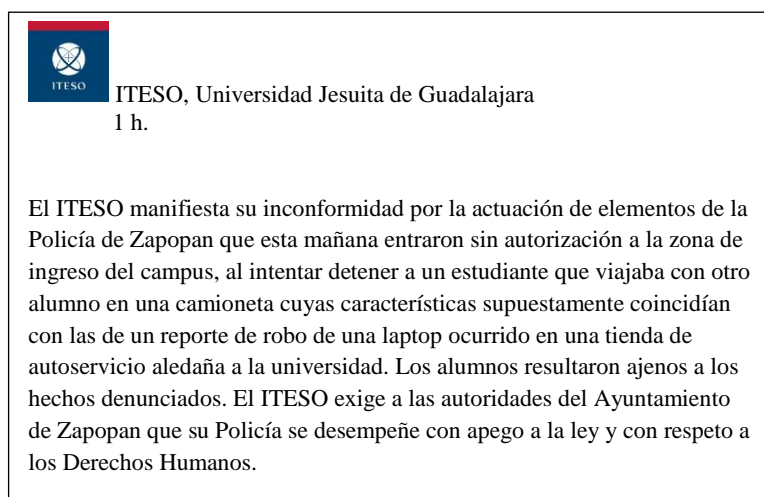 ITESO
ITESO, Universidad Jesuita de Guadalajara
1 h.
El ITESO manifiesta su inconformidad por la actuación de elementos de la
Policía de Zapopan que esta mañana entraron sin autorización a la zona de
ingreso del campus, al intentar detener a un estudiante que viajaba con otro
alumno en una camioneta cuyas características supuestamente coincidían
con las de un reporte de robo de una laptop ocurrido en una tienda de
autoservicio aledaña a la universidad. Los alumnos resultaron ajenos a los
hechos denunciados. El ITESO exige a las autoridades del Ayuntamiento
de Zapopan que su Policía se desempeñe con apego a la ley y con respeto a
los Derechos Humanos.